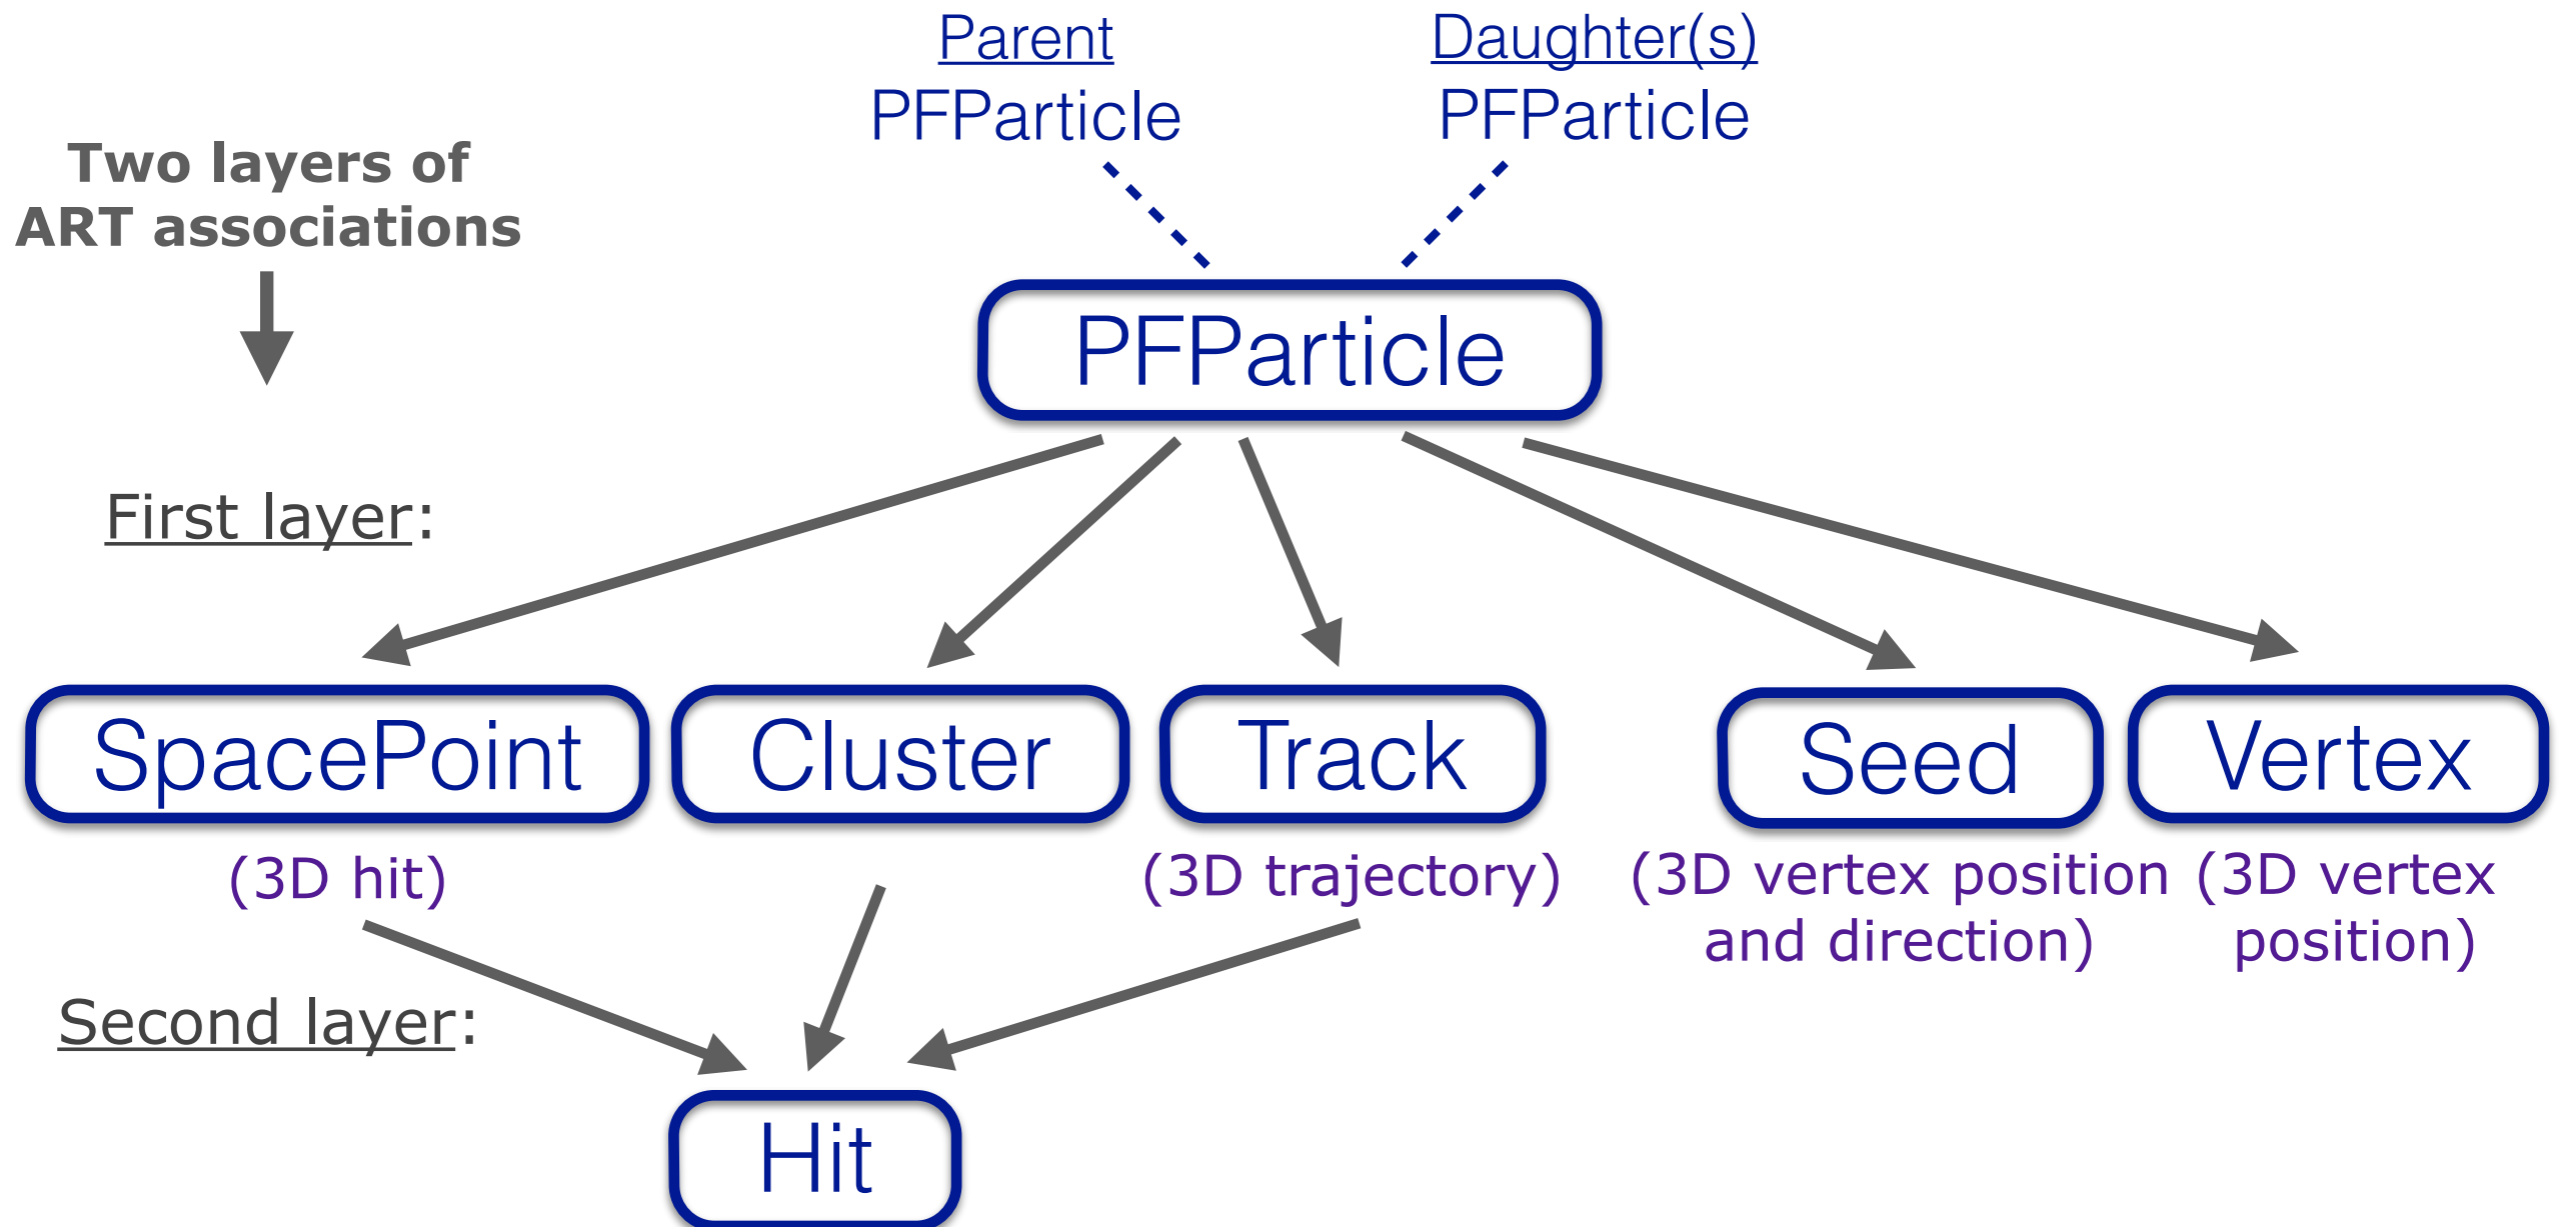 Parent
Daughter(s)
PFParticle
PFParticle
Two layers of
ART associations
PFParticle
First layer:
SpacePoint
Cluster
Track
Seed
Vertex
(3D hit)
(3D trajectory)
(3D vertex position
and direction)
(3D vertex
position)
Second layer:
Hit